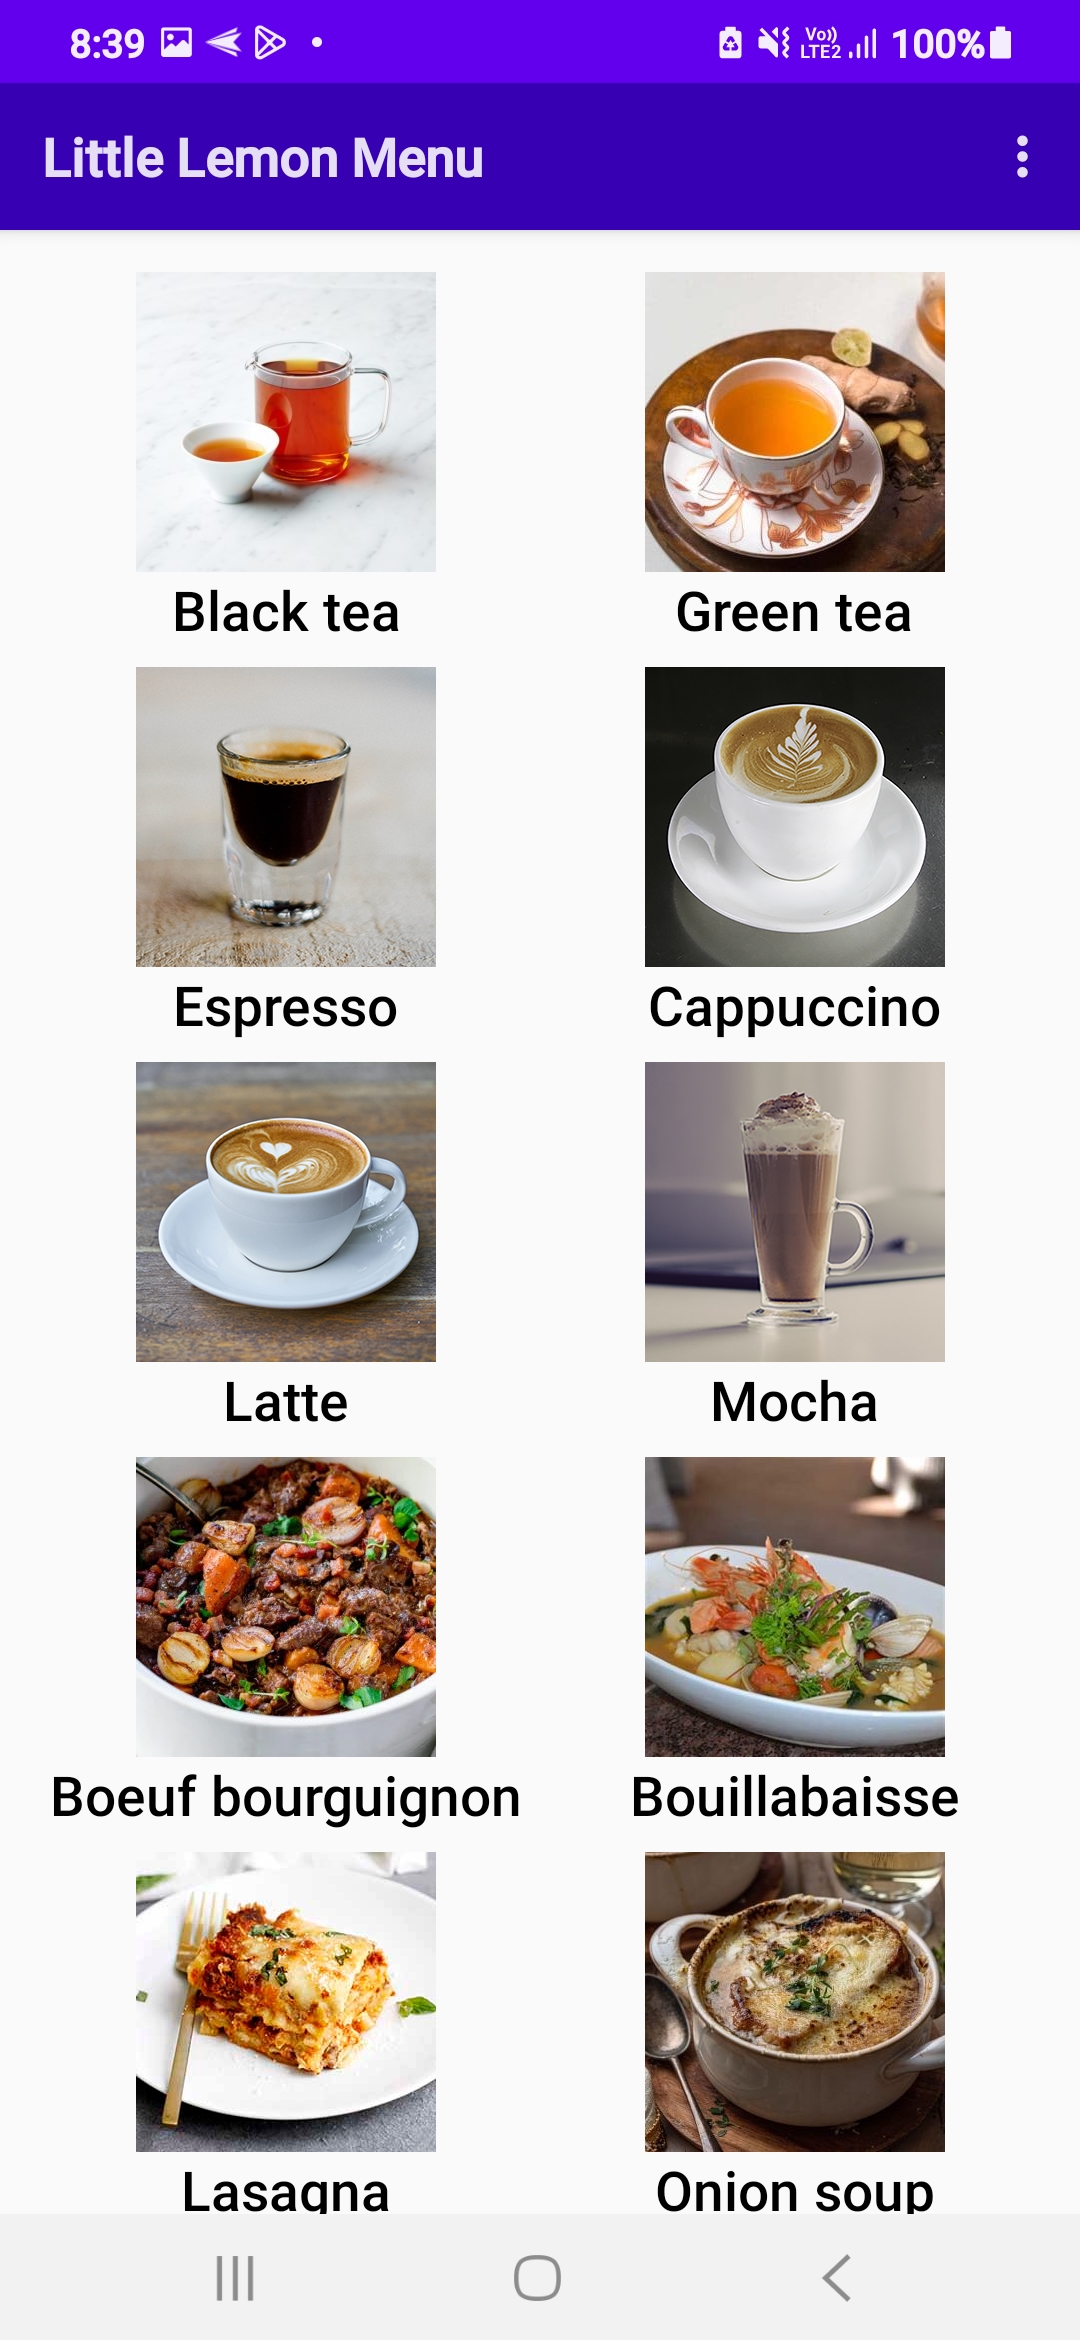 8:39 Vo)) LTE2 100%
Little Lemon Menu
Black tea Green tea
Espresso Cappuccino
Latte Mocha
Boeuf bourguignon Bouillabaisse
Lasagna Onion soup